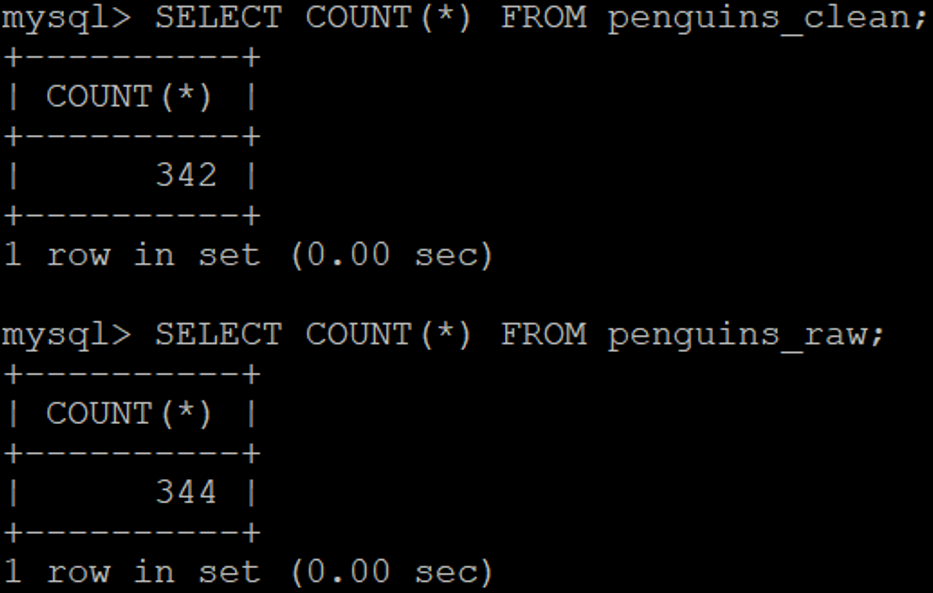 mysql> SELECT COUNT(*) FROM penguins_clean;
+----------+
| COUNT(*) |
+----------+
|      342 |
+----------+
1 row in set (0.00 sec)

mysql> SELECT COUNT(*) FROM penguins_raw;
+----------+
| COUNT(*) |
+----------+
|      344 |
+----------+
1 row in set (0.00 sec)